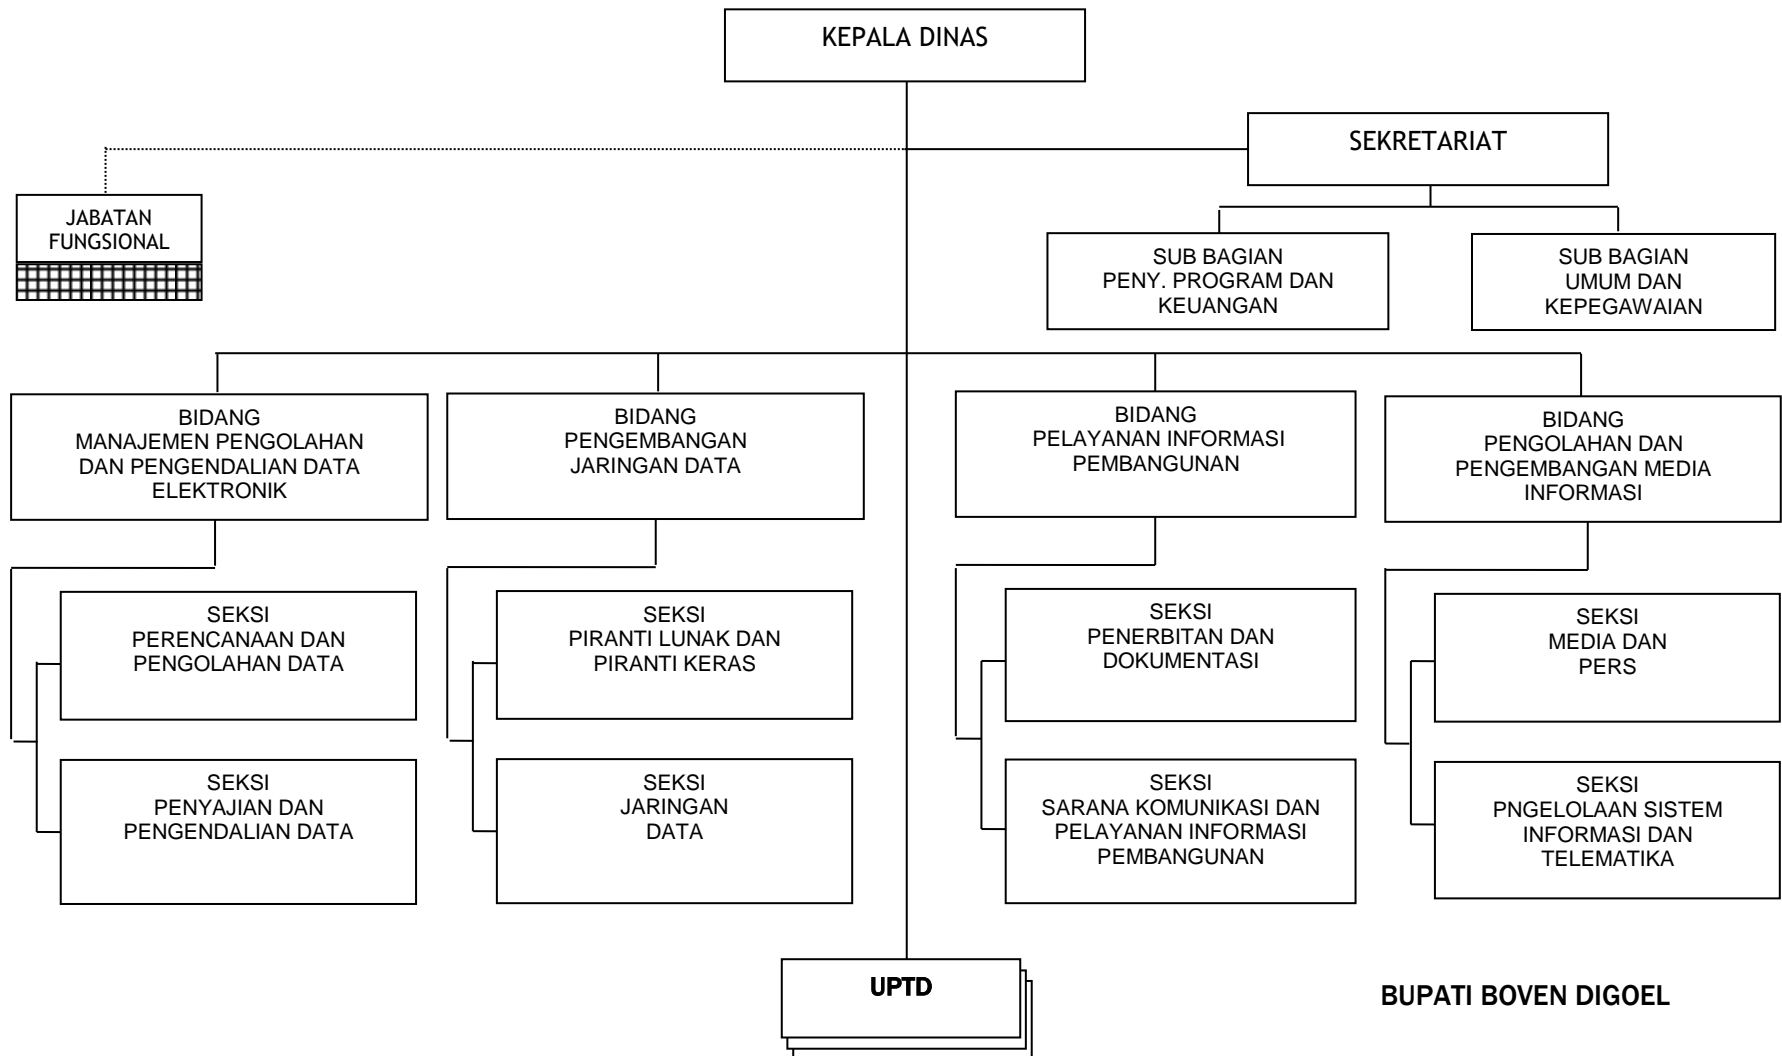 KEPALA DINAS
SEKRETARIAT
JABATAN
FUNGSIONAL
SUB BAGIAN
PENY. PROGRAM DAN
KEUANGAN
SUB BAGIAN
UMUM DAN
KEPEGAWAIAN
BIDANG
MANAJEMEN PENGOLAHAN
DAN PENGENDALIAN DATA
ELEKTRONIK
BIDANG
PENGEMBANGAN
JARINGAN DATA
BIDANG
PELAYANAN INFORMASI
PEMBANGUNAN
BIDANG
PENGOLAHAN DAN
PENGEMBANGAN MEDIA
INFORMASI
SEKSI
PERENCANAAN DAN
PENGOLAHAN DATA
SEKSI
PIRANTI LUNAK DAN
PIRANTI KERAS
SEKSI
PENERBITAN DAN
DOKUMENTASI
SEKSI
MEDIA DAN
PERS
SEKSI
PENYAJIAN DAN
PENGENDALIAN DATA
SEKSI
JARINGAN
DATA
SEKSI
SARANA KOMUNIKASI DAN
PELAYANAN INFORMASI
PEMBANGUNAN
SEKSI
PNGELOLAAN SISTEM
INFORMASI DAN
TELEMATIKA
UPTD
BUPATI BOVEN DIGOEL